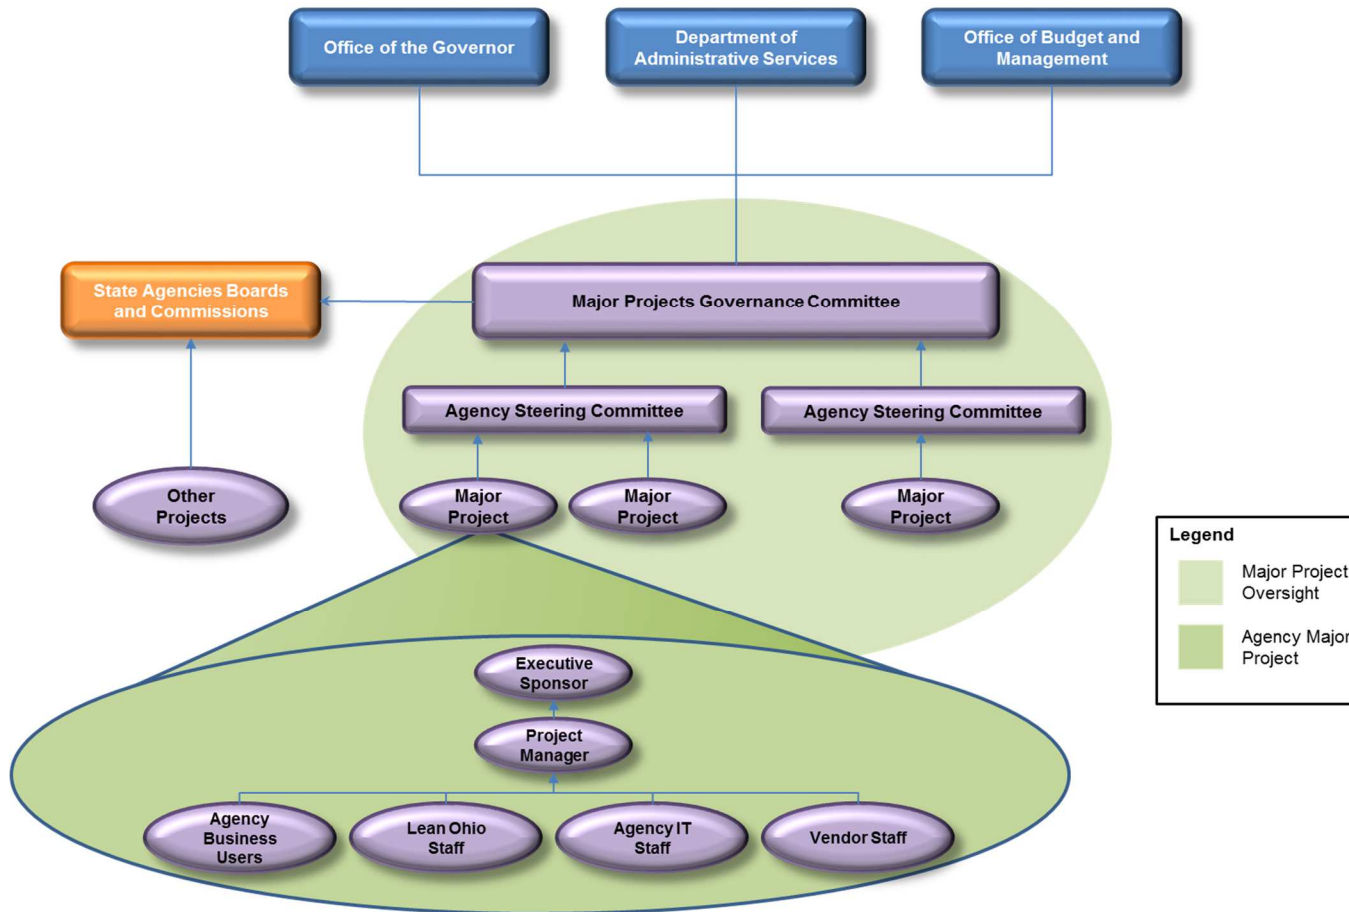 Office of the Governor
Department of
Administrative Services
Office of Budget and
Management
State Agencies Boards
and Commissions
Major Projects Governance Committee
Agency Steering Committee
Agency Steering Committee
Other
Projects
Major
Project
Major
Project
Major
Project
Legend
Major Project
Oversight
Agency Major
Project
Executive
Sponsor
Project
Manager
Agency
Business
Users
Lean Ohio
Staff
Agency IT
Staff
Vendor Staff